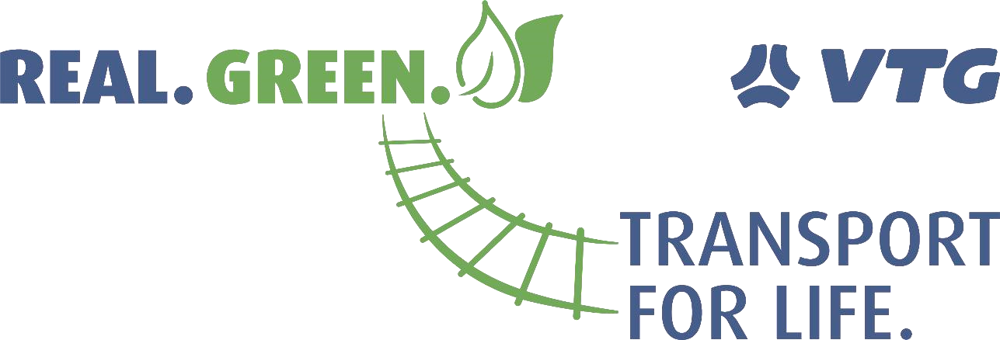 REAL. GREEN.
VTG
TRANSPORT
FOR LIFE.